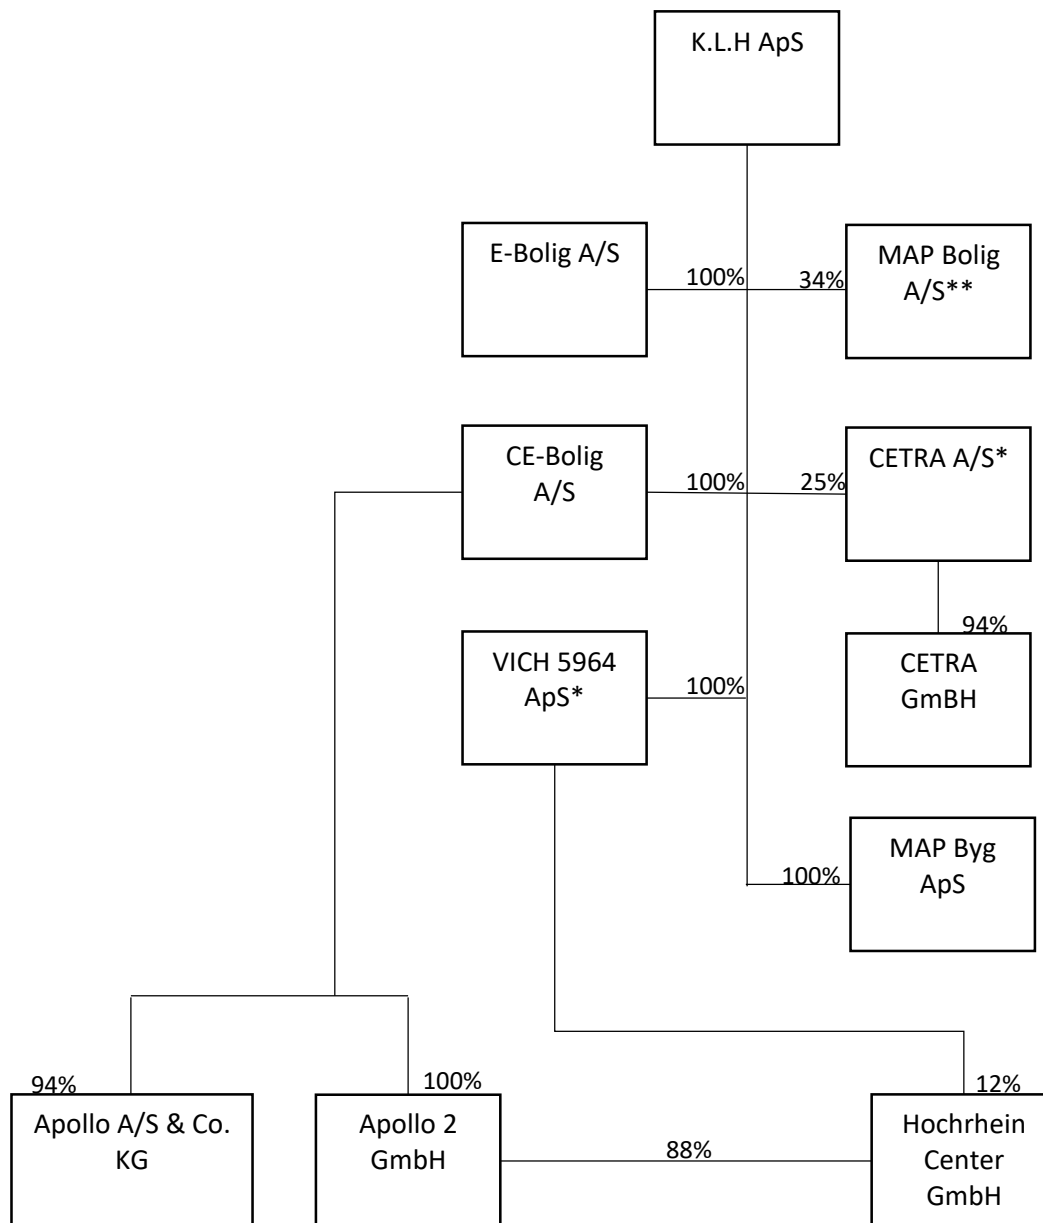 K.L.H ApS
E-Bolig A/S
100%
34%
MAP Bolig
A/S**
CE-Bolig
A/S
100%
25%
CETRA A/S*
94%
VICH 5964
ApS*
100%
CETRA
GmBH
100%
MAP Byg
ApS
94%
Apollo A/S & Co.
KG
100%
Apollo 2
GmbH
88%
12%
Hochrhein
Center
GmbH